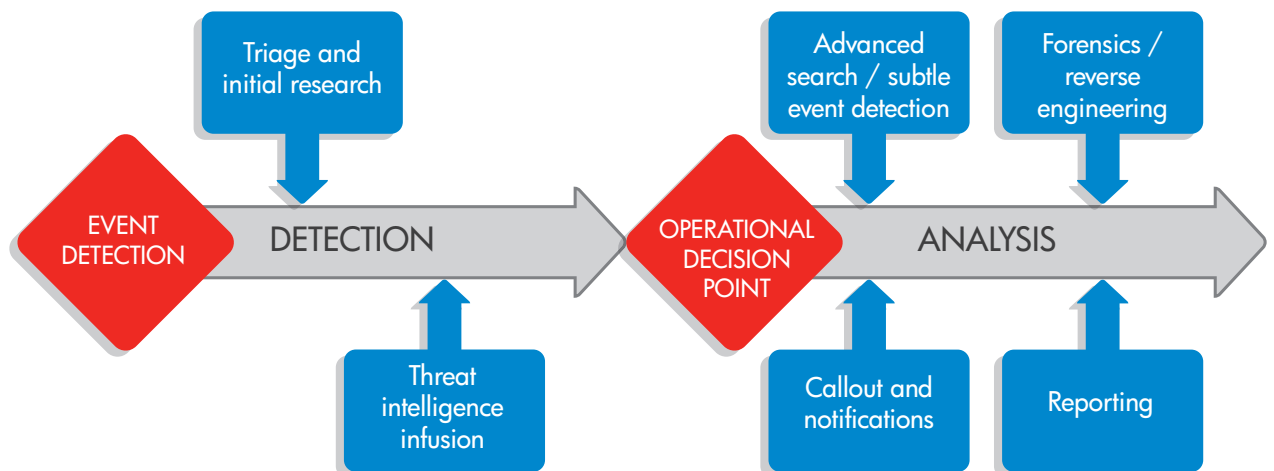 Triage and
initial research
Advanced
search / subtle
event detection
Forensics /
reverse
engineering
EVENT
DETECTION
DETECTION
OPERATIONAL
DECISION
POINT
ANALYSIS
Threat
intelligence
infusion
Callout and
notifications
Reporting